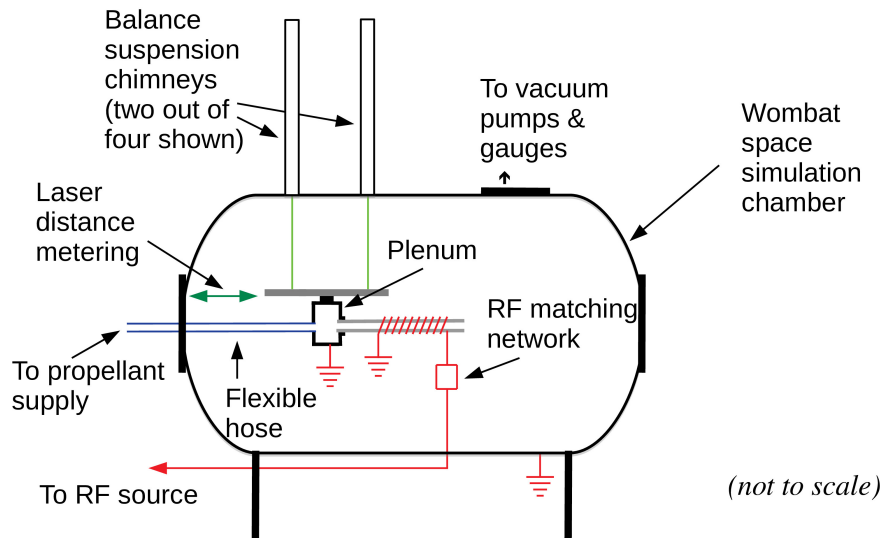 Balance
suspension
chimneys
(two out of
four shown)
To vacuum
pumps &
gauges
Wombat
space
simulation
chamber
Laser
distance
metering
Plenum
RF matching
network
To propellant
supply
Flexible
hose
To RF source
(not to scale)